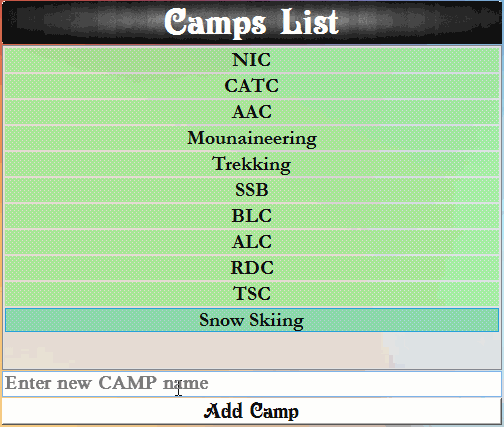 Camps List
NIC
CATC
AAC
Mounaineering
Trekking
SSB
BLC
ALC
RDC
TSC
Snow Skiing
Enter new CAMP name
Add Camp